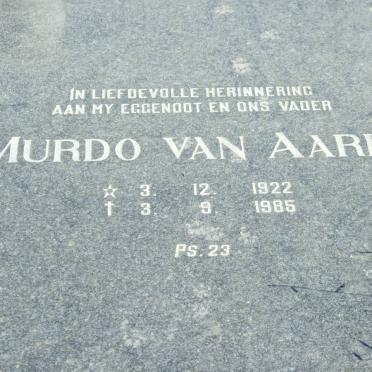 IN LIEFDEVOLLE HERINNERING
AAN MY EGGENOOT EN ONS VADER
MURDO VAN
☆ 3. 12. 1922
† 3. 9. 1985
PS. 23